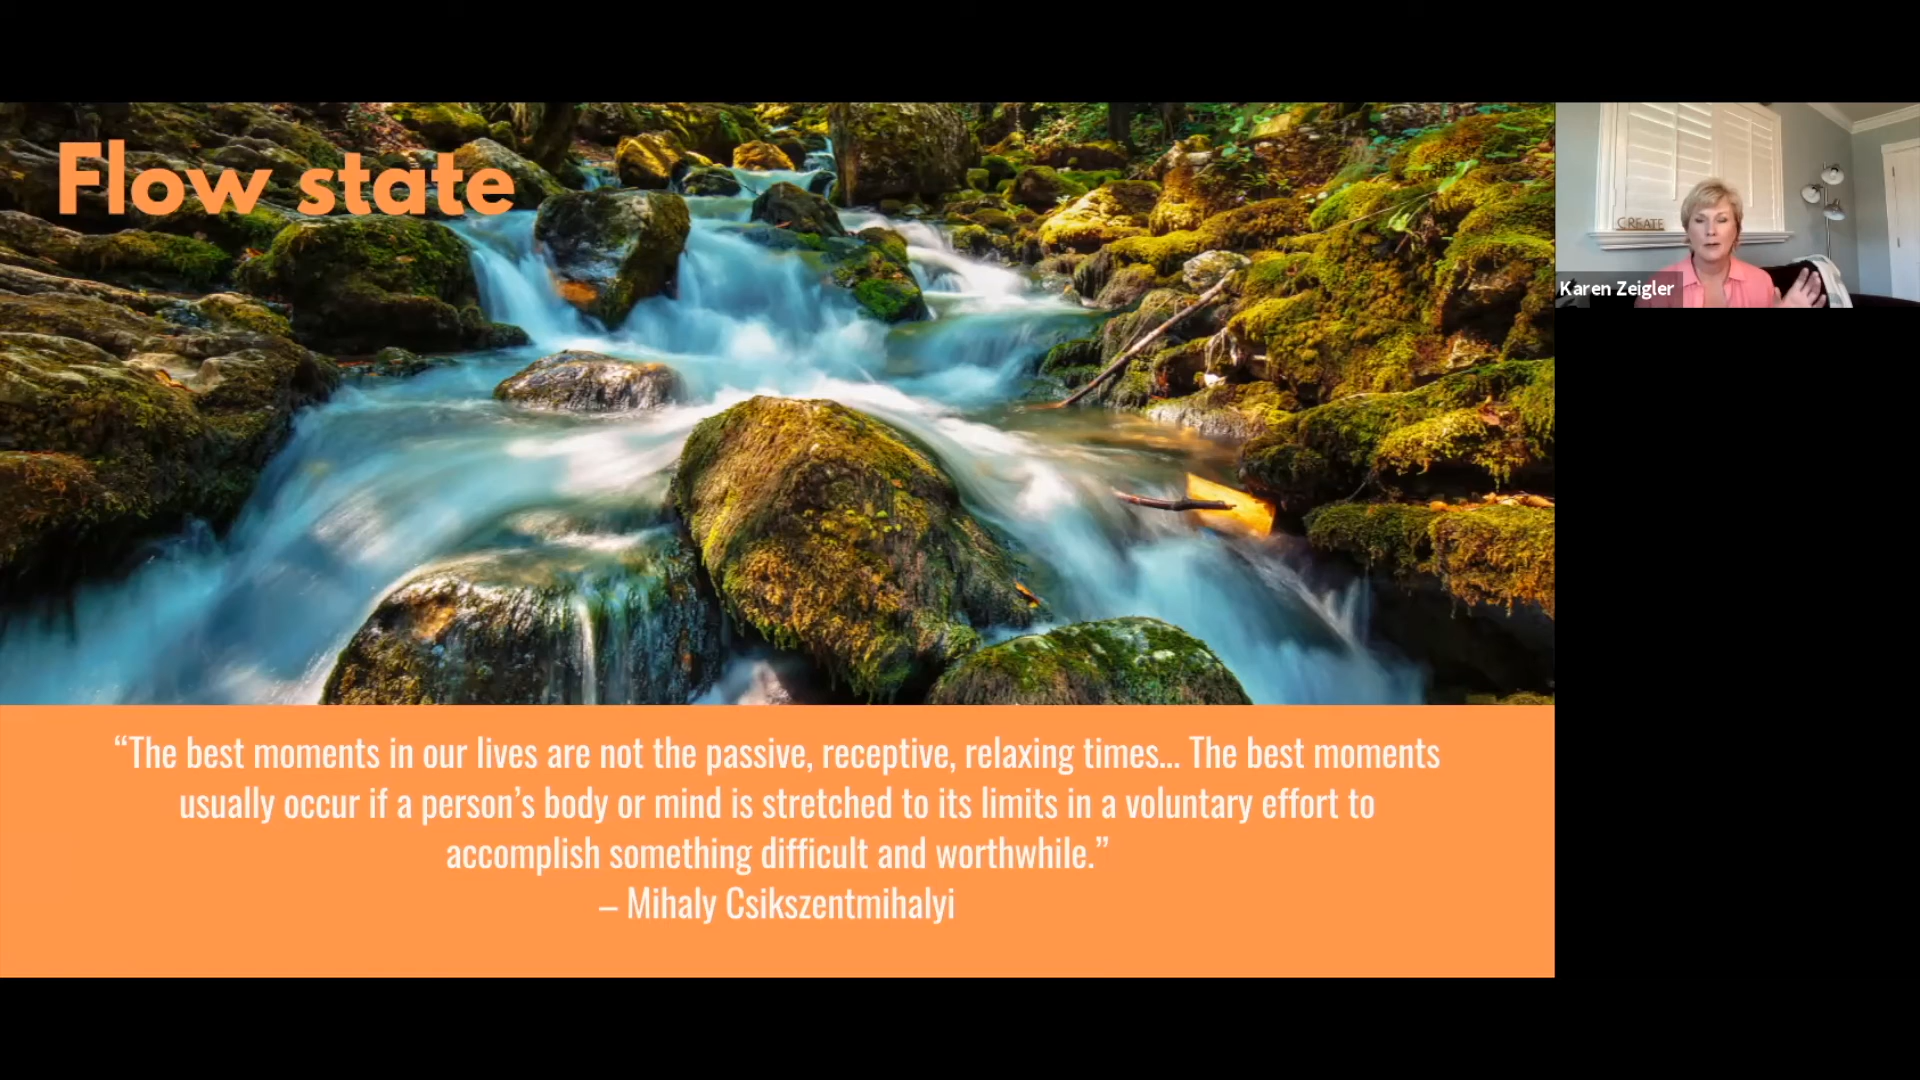 Flow state
CREATE
Karen Zeigler
“The best moments in our lives are not the passive, receptive, relaxing times... The best moments
usually occur if a person’s body or mind is stretched to its limits in a voluntary effort to
accomplish something difficult and worthwhile.”
– Mihaly Csikszentmihalyi